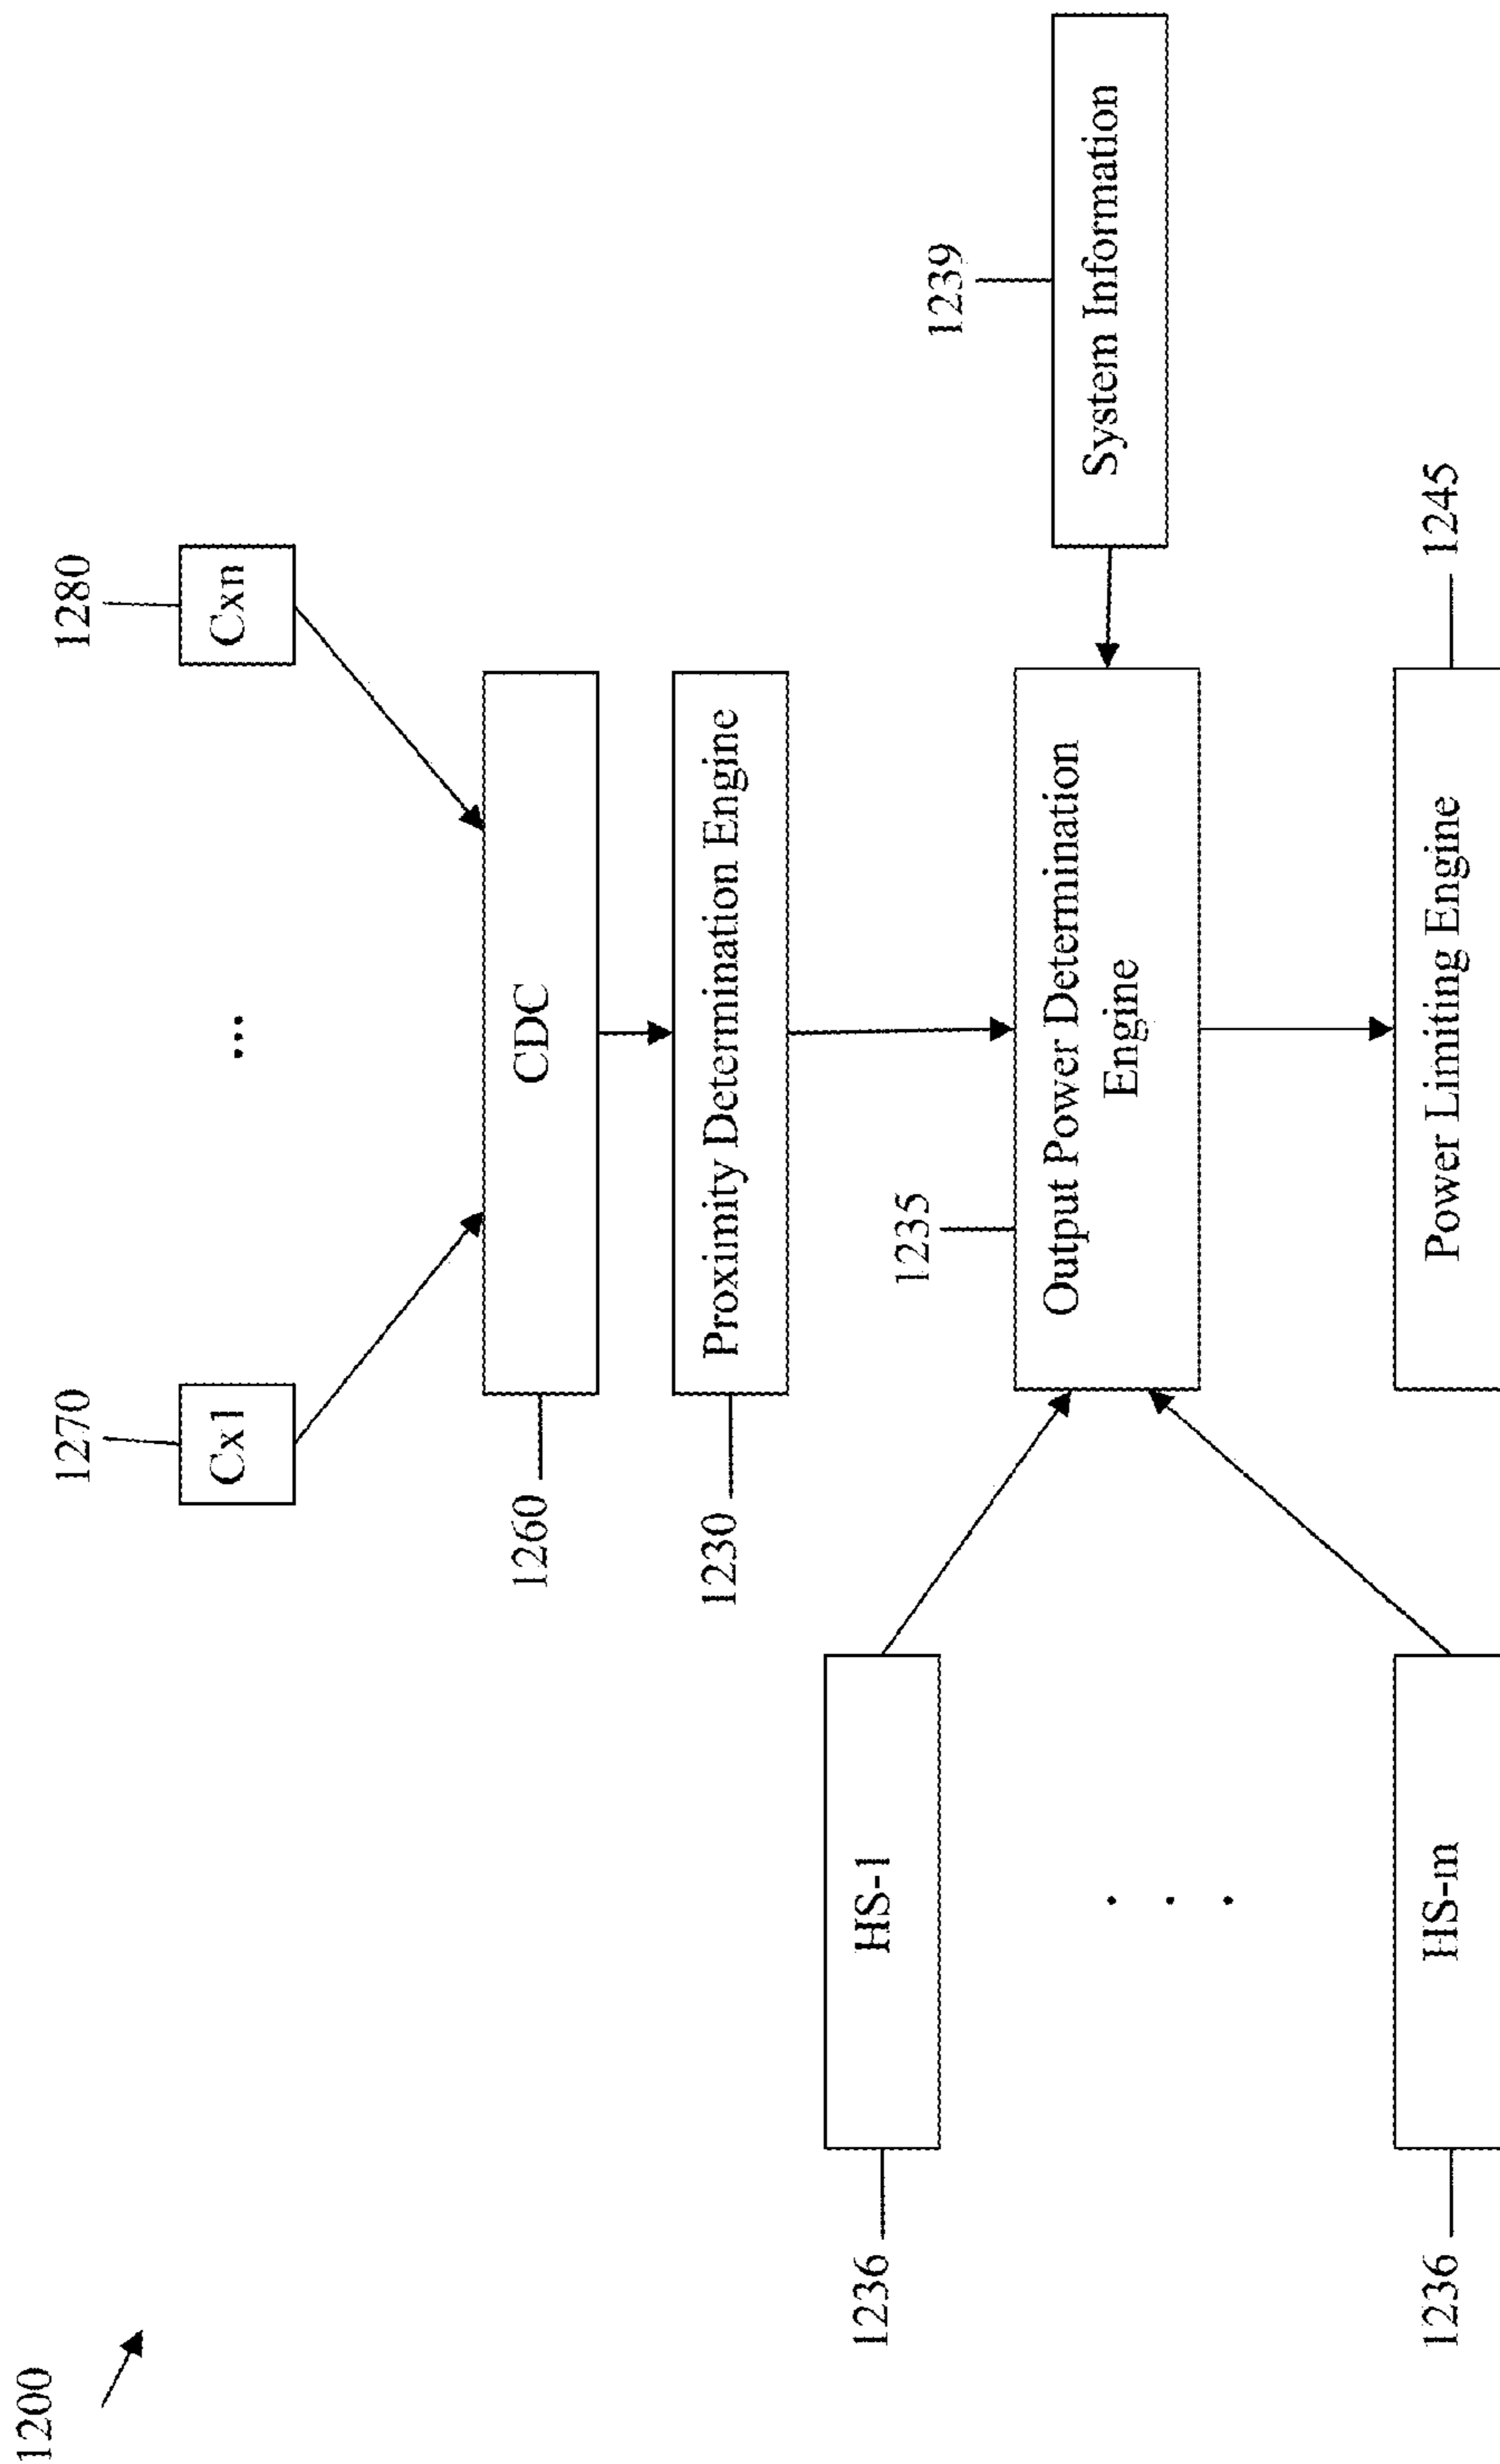 1200
1270
1280
Cx1
...
Cxn
1260
CDC
1230
Proximity Determination Engine
1236
HS-1
1235
1239
Output Power Determination
Engine
System Information
.
.
.
1236
HS-m
Power Limiting Engine
1245